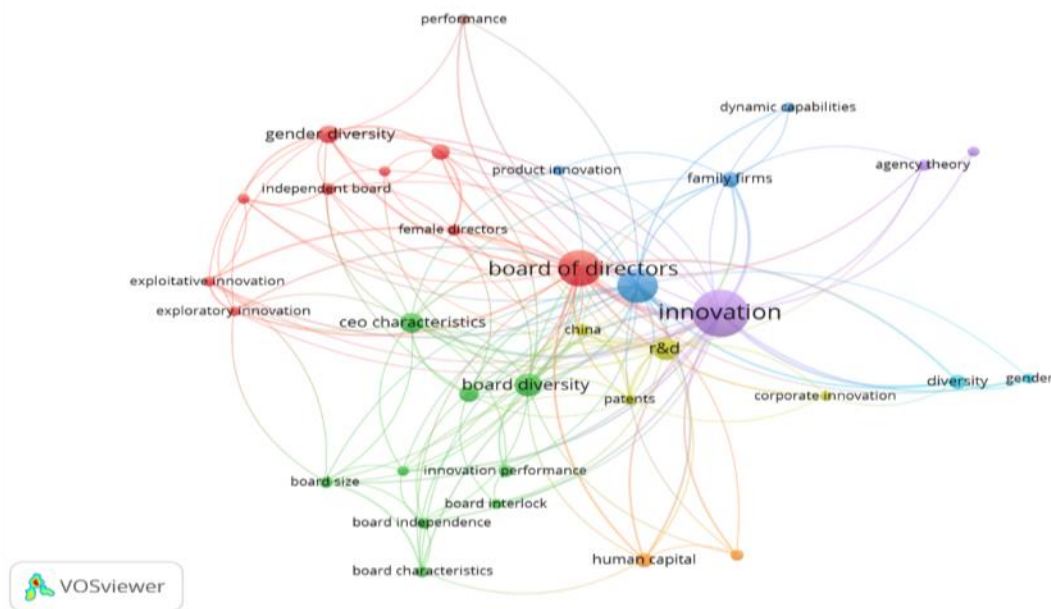 performance
dynamic capabilities
gender diversity
agency theory
product innovation
family firms
independent board
female directors
board of directors
exploitative innovation
exploratory innovation
innovation
ceo characteristics
china
r&d
board diversity
diversity
gender
corporate innovation
patents
innovation performance
board size
board interlock
board independence
human capital
board characteristics
VOSviewer